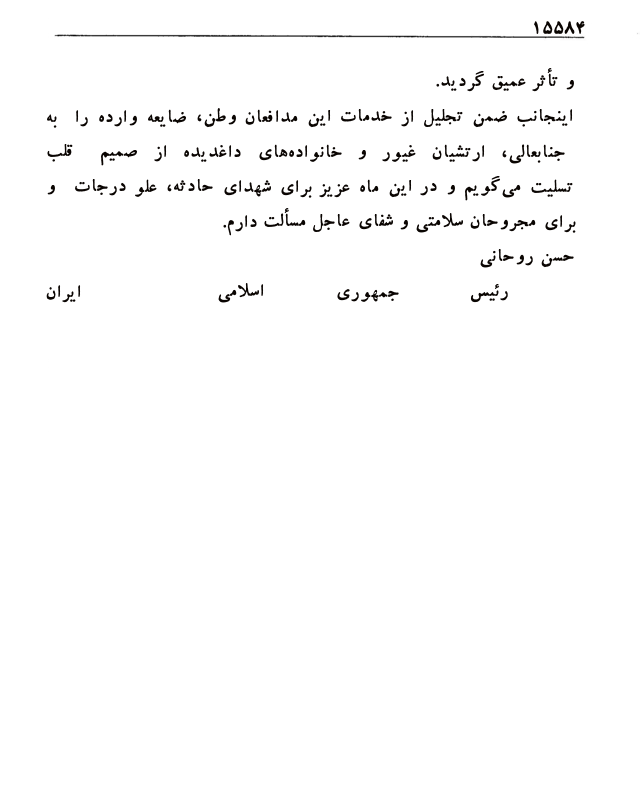 ۱۵۵۸۴
و تأثر عمیق گردید.
اینجانب ضمن تجلیل از خدمات این مدافعان وطن، ضایعه وارده را به
جنابعالی، ارتشیان غیور و خانواده‌های داغدیده از صمیم قلب
تسلیت می‌گویم و در این ماه عزیز برای شهدای حادثه، علو درجات و
برای مجروحان سلامتی و شفای عاجل مسألت دارم.
حسن روحانی
رئیس جمهوری اسلامی ایران